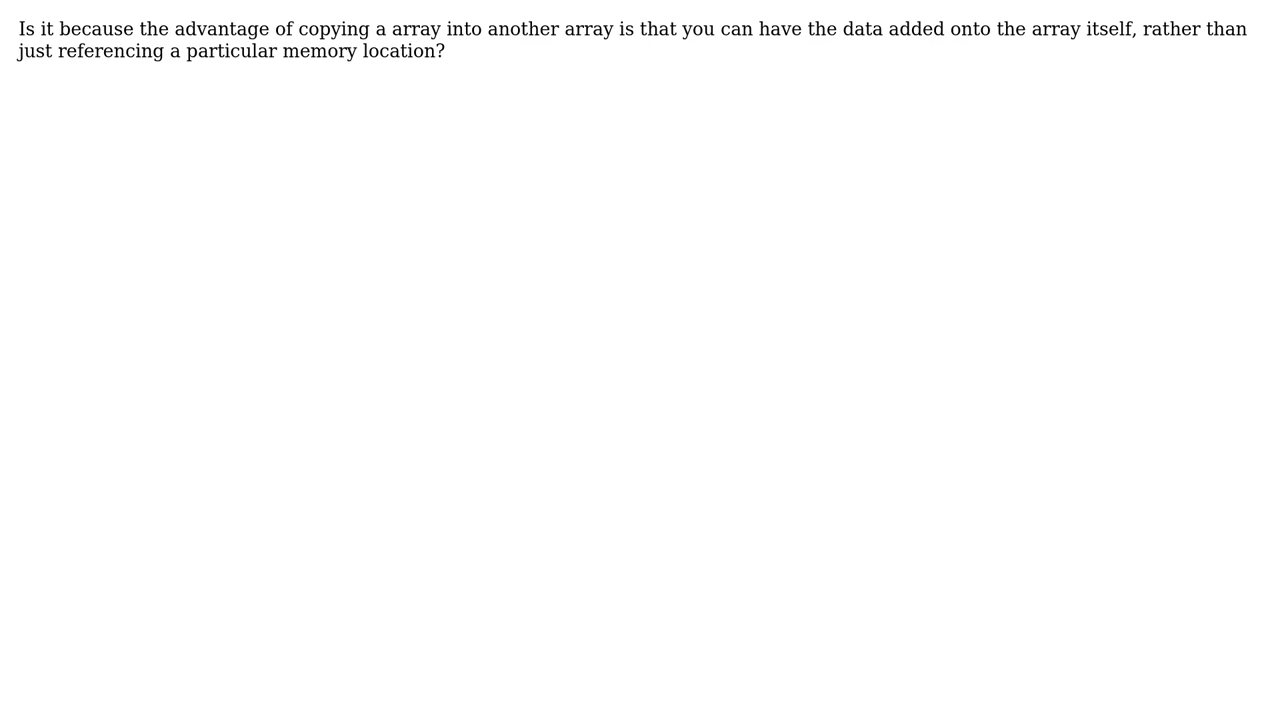 Is it because the advantage of copying a array into another array is that you can have the data added onto the array itself, rather than
just referencing a particular memory location?